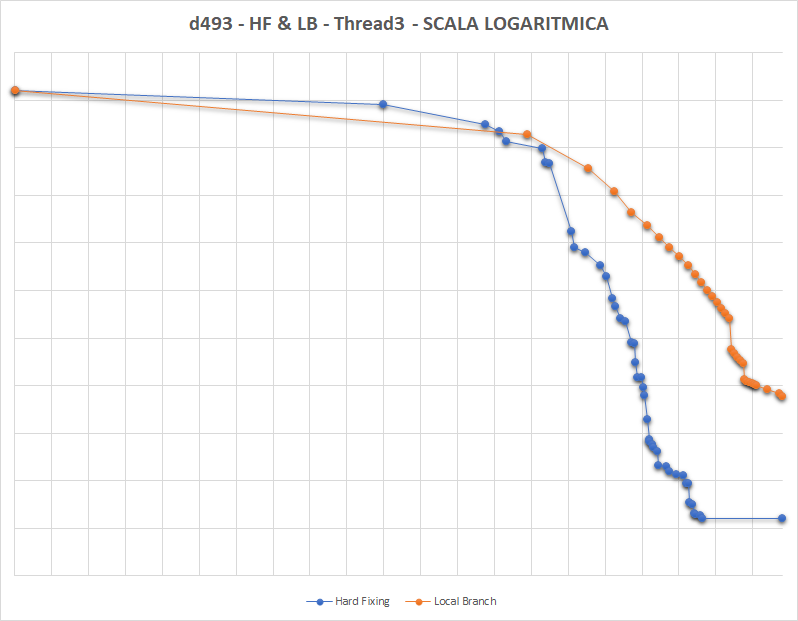 d493 - HF & LB - Thread3 - SCALA LOGARITMICA
Hard Fixing
Local Branch